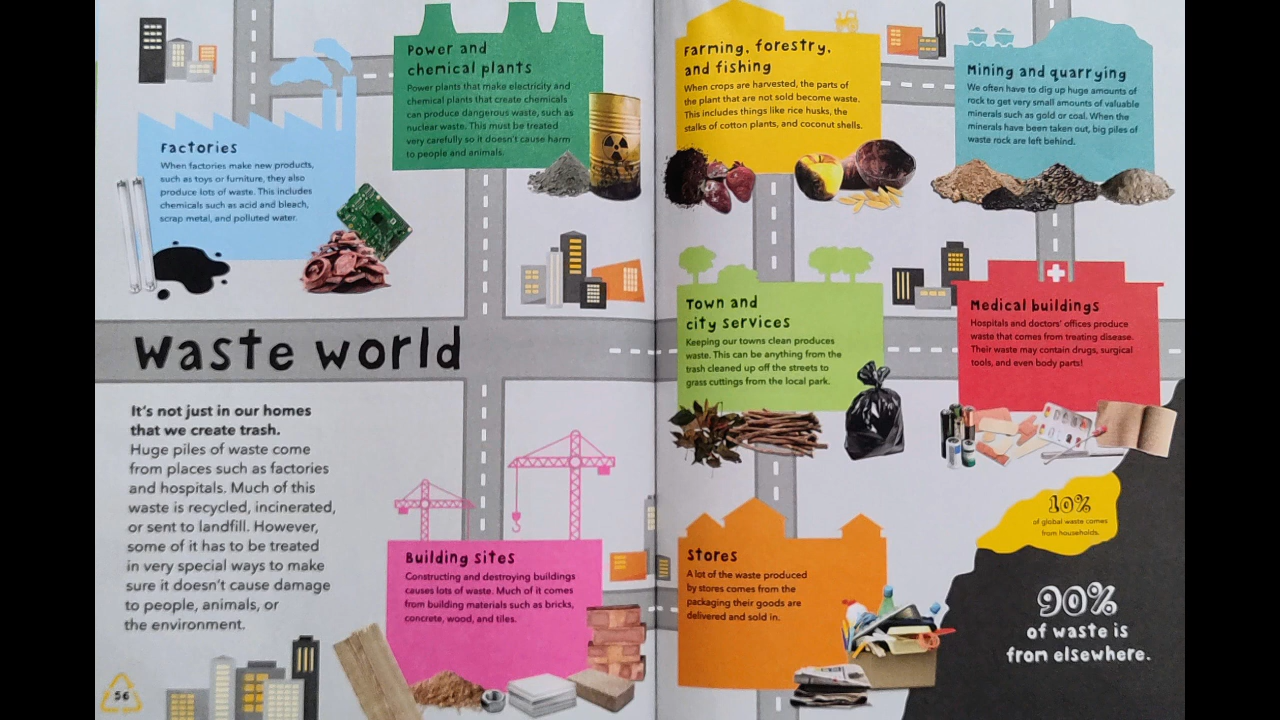 Waste world
It's not just in our homes
that we create trash.
Huge piles of waste come
from places such as factories
and hospitals. Much of this
waste is recycled, incinerated,
or sent to landfill. However,
some of it has to be treated
in very special ways to make
sure it doesn't cause damage
to people, animals, or
the environment.
56
Factories
When factories make new products,
such as toys or furniture, they also
produce lots of waste. This includes
chemicals such as acid and bleach,
scrap metal, and polluted water.
Power and
chemical plants
Power plants that make electricity and
chemical plants that create chemicals
can produce dangerous waste, such as
nuclear waste. This must be treated
very carefully so it doesn't cause harm
to people and animals.
Building sites
Constructing and destroying buildings
causes lots of waste. Much of it comes
from building materials such as bricks,
concrete, wood, and tiles.
Farming, forestry,
and fishing
When crops are harvested, the parts of
the plant that are not sold become waste.
This includes things like rice husks, the
stalks of cotton plants, and coconut shells.
Mining and quarrying
We often have to dig up huge amounts of
rock to get very small amounts of valuable
minerals such as gold or coal. When the
minerals have been taken out, big piles of
waste rock are left behind.
Town and
city services
Keeping our towns clean produces
waste. This can be anything from the
trash cleaned up off the streets to
grass cuttings from the local park.
Medical buildings
Hospitals and doctors' offices produce
waste that comes from treating disease.
Their waste may contain drugs, surgical
tools, and even body parts!
Stores
A lot of the waste produced
by stores comes from the
packaging their goods are
delivered and sold in.
10%
of global waste comes
from households.
90%
of waste is
from elsewhere.